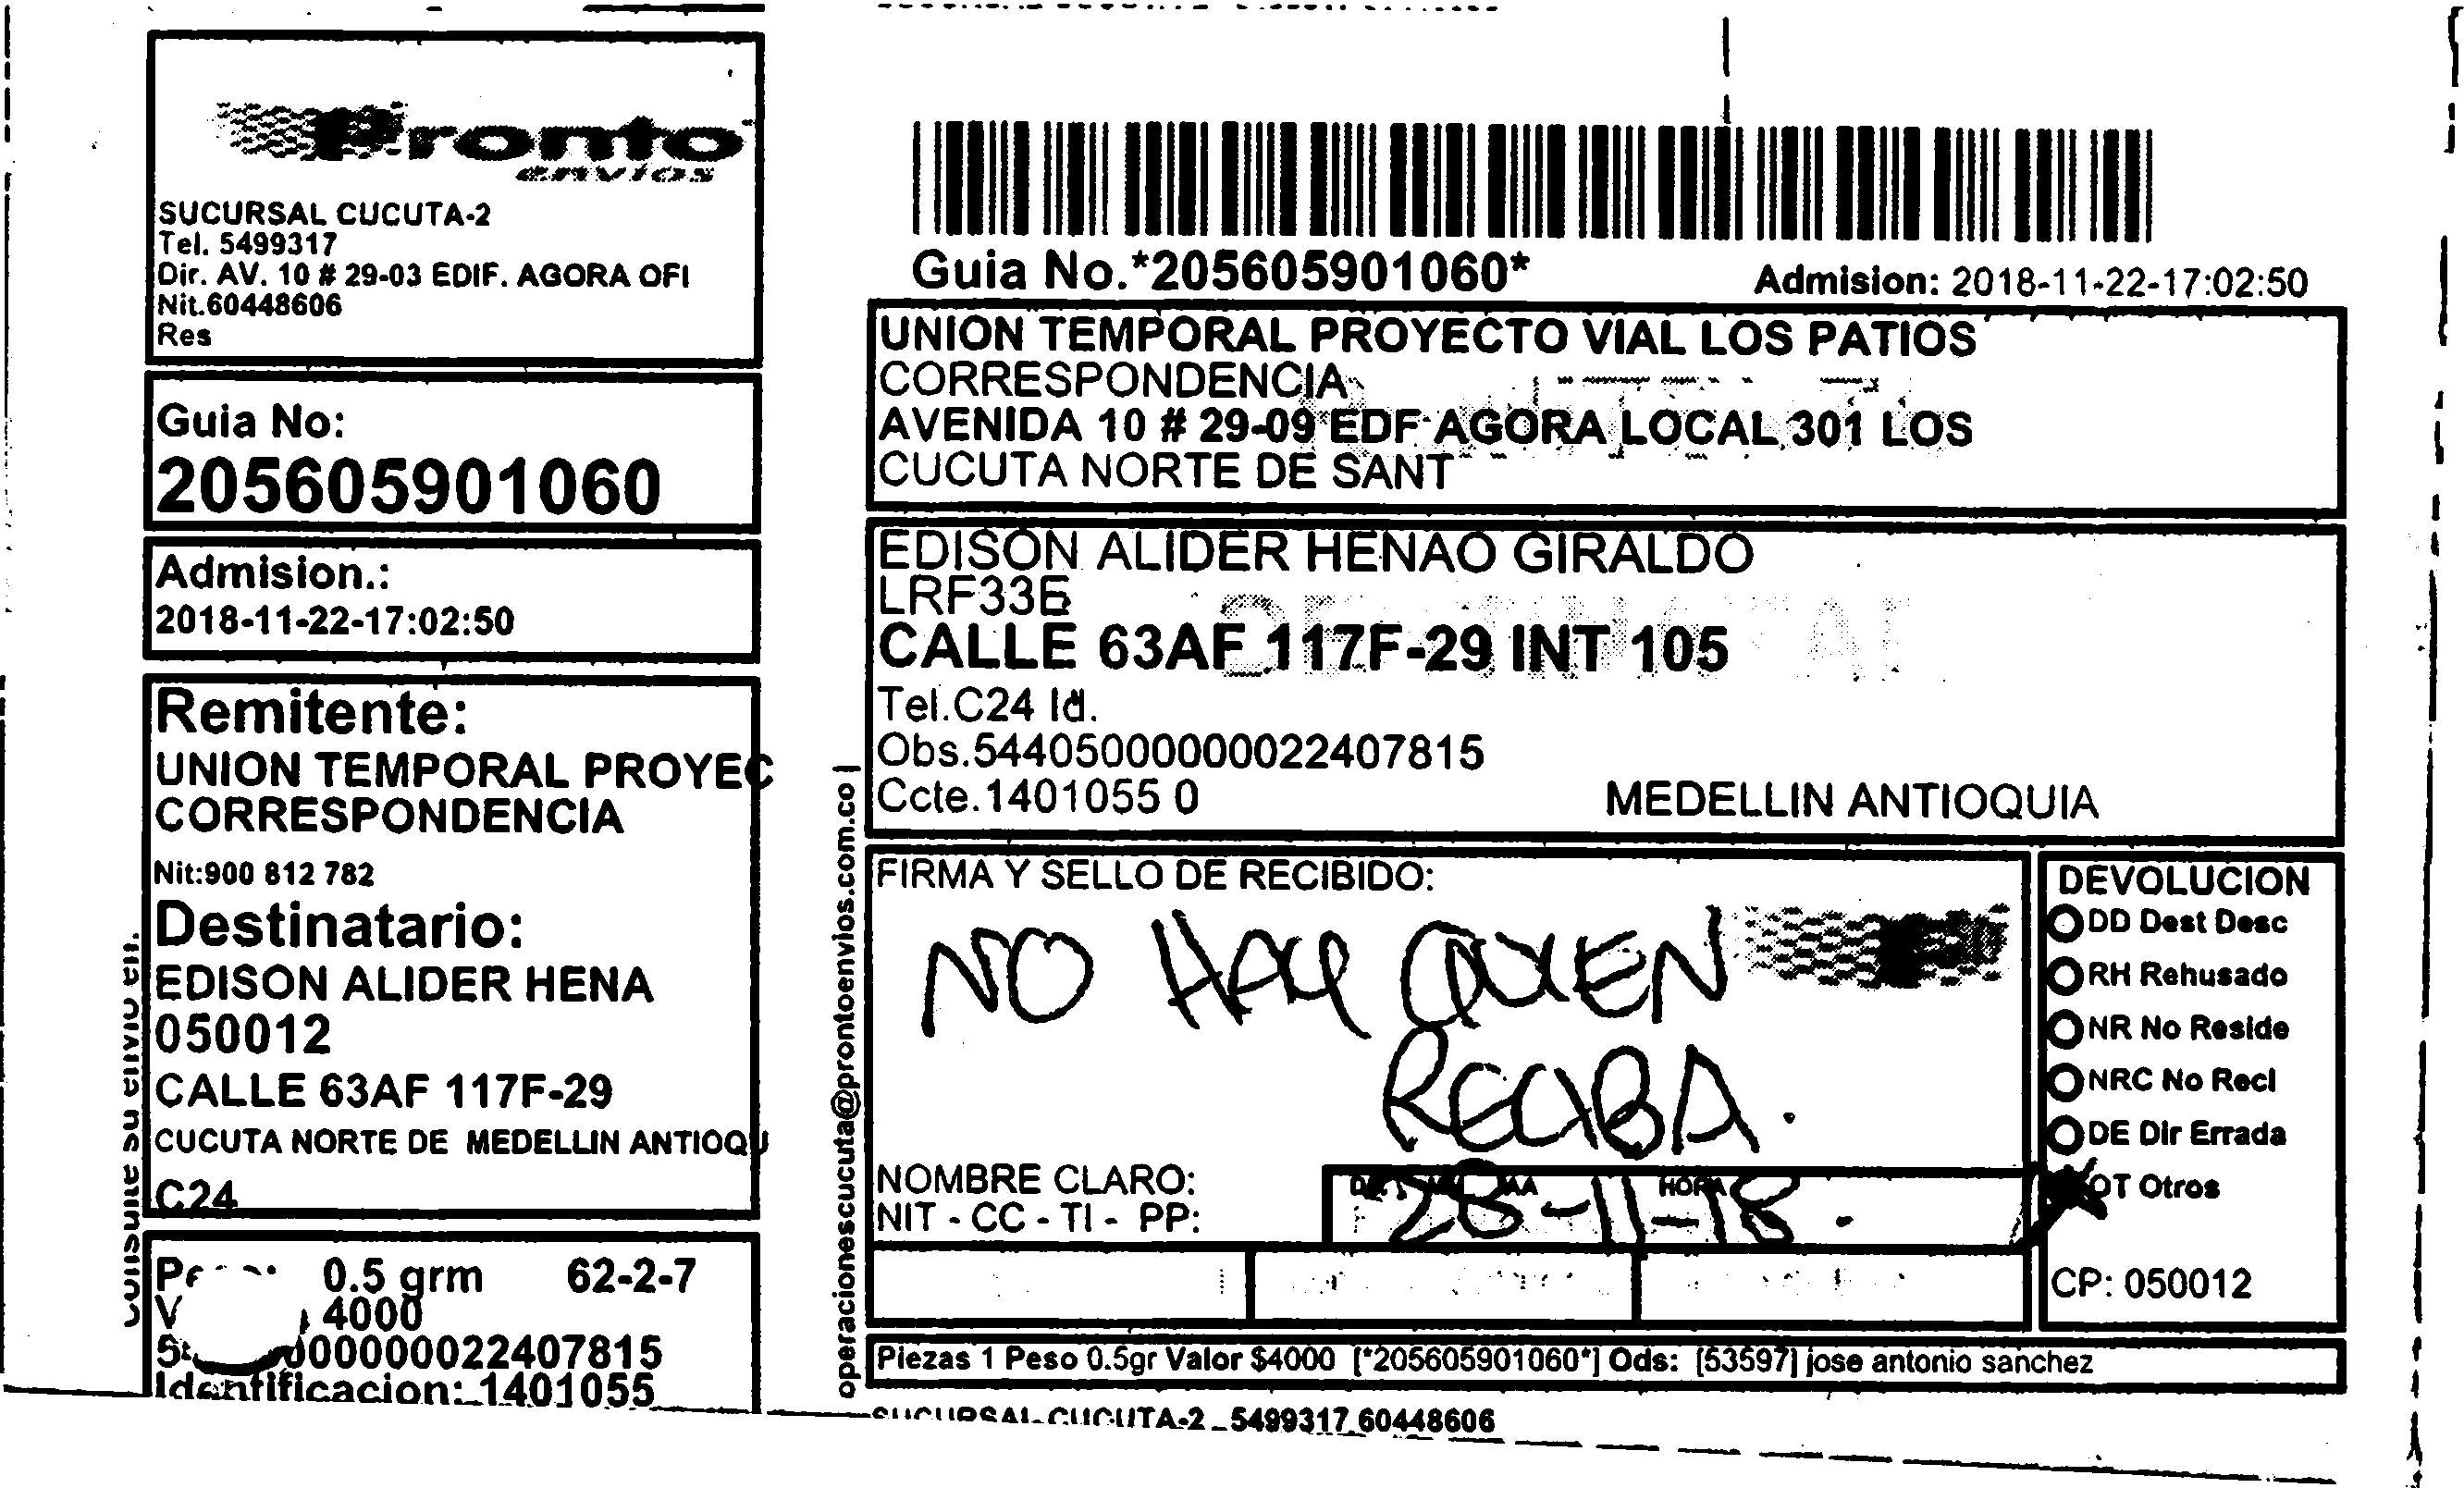 Pronto
envios
SUCURSAL CUCUTA-2
Tel. 5499317
Dir. AV. 10 # 29-03 EDIF. AGORA OFI
Nit.60448606
Res
Guia No:
205605901060
Admision.:
2018-11-22-17:02:50
Remitente:
UNION TEMPORAL PROYEC
CORRESPONDENCIA
Nit:900 812 782
Destinatario:
EDISON ALIDER HENA
050012
CALLE 63AF 117F-29
CUCUTA NORTE DE MEDELLIN ANTIOQU
C24
0.5 grm 62-2-7
4000
000000022407815
Identificacion: 1401055
Consulte su envio en.
operacionescucuta@prontoenvios.com.co |
Guia No.*205605901060*
Admision: 2018-11-22-17:02:50
UNION TEMPORAL PROYECTO VIAL LOS PATIOS
CORRESPONDENCIA
AVENIDA 10 # 29-09 EDF AGORA LOCAL 301 LOS
CUCUTA NORTE DE SANT
EDISON ALIDER HENAO GIRALDO
LRF33E
CALLE 63AF 117F-29 INT 105
Tel.C24 Id.
Obs.544050000000022407815
Ccte.1401055 0 MEDELLIN ANTIOQUIA
FIRMA Y SELLO DE RECIBIDO:
NO HAY QUIEN
RECIBA.
NOMBRE CLARO:
NIT - CC - TI - PP:
HORA
28-11-18.
DEVOLUCION
DD Dest Desc
RH Rehusado
NR No Reside
NRC No Recl
DE Dir Errada
OT Otros
CP: 050012
Piezas 1 Peso 0.5gr Valor $4000 [*205605901060*] Ods: [53597] jose antonio sanchez
SUCURSAL-CUCUTA-2 5499317 60448606